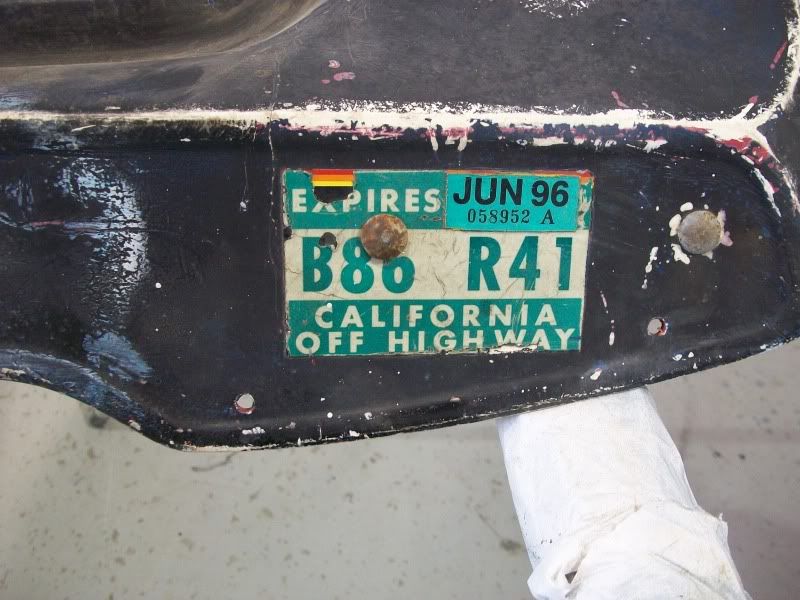 EXPIRES JUN 96
058952 A
B86 R41
CALIFORNIA
OFF HIGHWAY